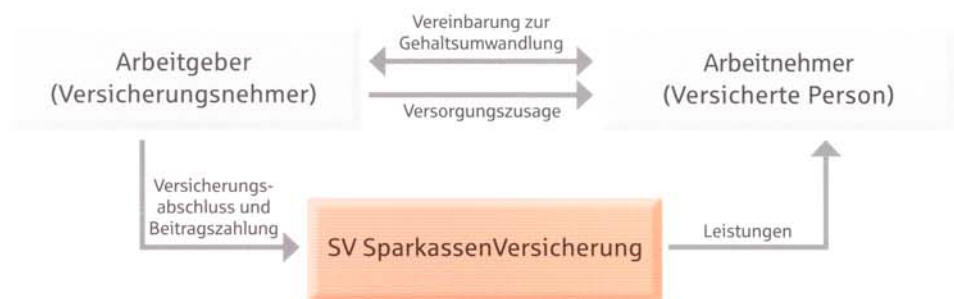 Vereinbarung zur
Gehaltsumwandlung
Arbeitgeber
(Versicherungsnehmer)
Arbeitnehmer
(Versicherte Person)
Versorgungszusage
Versicherungs-
abschluss und
Beitragszahlung
SV SparkassenVersicherung
Leistungen